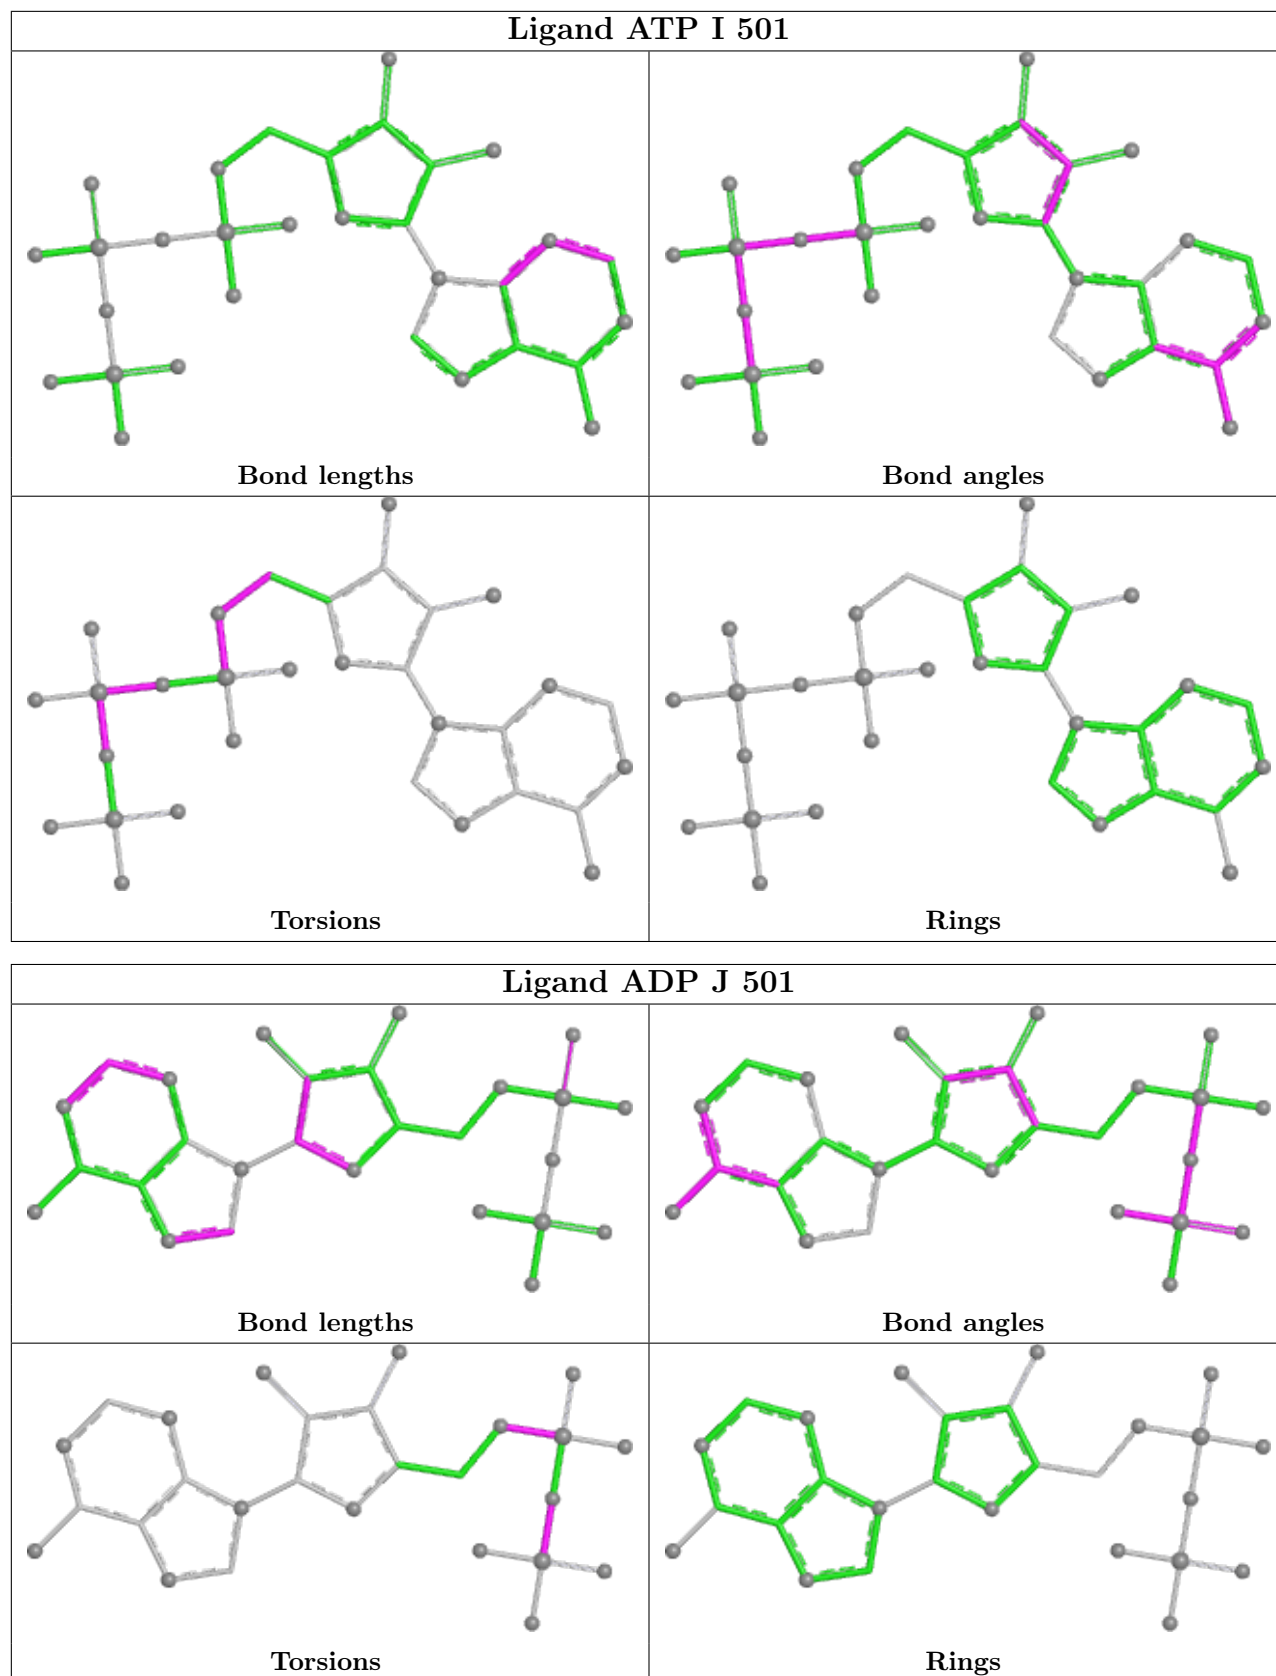 Ligand ATP I 501
Bond lengths
Bond angles
Torsions
Rings
Ligand ADP J 501
Bond lengths
Bond angles
Torsions
Rings